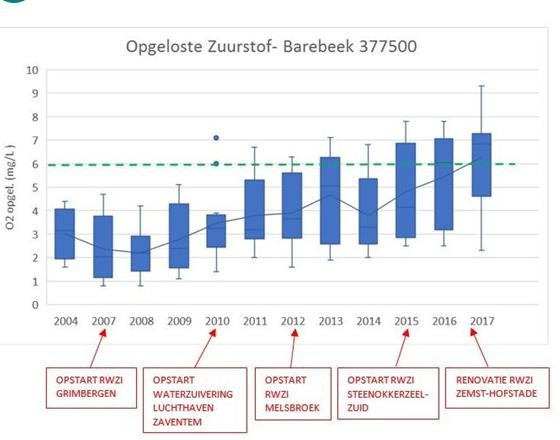 Opgeloste Zuurstof- Barebeek 377500
O2 opgel. (mg/L )
10
9
8
7
6
5
4
3
2
1
0
2004 2007 2008 2009 2010 2011 2012 2013 2014 2015 2016 2017
OPSTART RWZI
GRIMBERGEN
OPSTART
WATERZUIVERING
LUCHTHAVEN
ZAVENTEM
OPSTART
RWZI
MELSBROEK
OPSTART RWZI
STEENOKKERZEEL-
ZUID
RENOVATIE RWZI
ZEMST-HOFSTADE